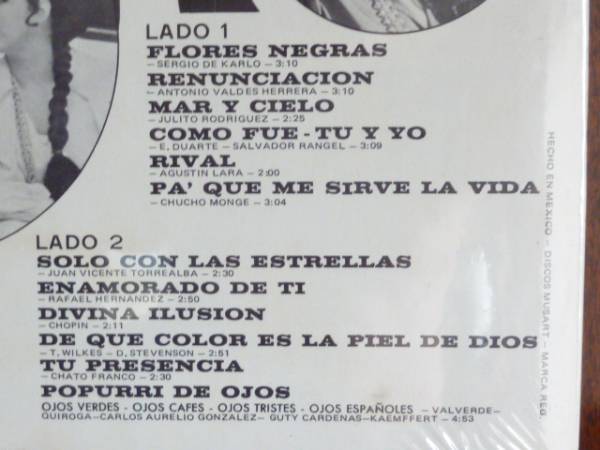 LADO 1
FLORES NEGRAS
– SERGIO DE KARLO – 3:10
RENUNCIACION
– ANTONIO VALDES HERRERA – 3:10
MAR Y CIELO
– JULITO RODRIGUEZ – 2:25
COMO FUE - TU Y YO
– E. DUARTE – SALVADOR RANGEL – 3:09
RIVAL
– AGUSTIN LARA – 2:00
PA' QUE ME SIRVE LA VIDA
– CHUCHO MONGE – 3:04
LADO 2
SOLO CON LAS ESTRELLAS
– JUAN VICENTE TORREALBA – 2:30
ENAMORADO DE TI
– RAFAEL HERNANDEZ – 2:50
DIVINA ILUSION
– CHOPIN – 2:11
DE QUE COLOR ES LA PIEL DE DIOS
– T. WILKES – D. STEVENSON – 2:51
TU PRESENCIA
– CHATO FRANCO – 2:30
POPURRI DE OJOS
OJOS VERDES - OJOS CAFES - OJOS TRISTES - OJOS ESPAÑOLES – VALVERDE–
QUIROGA–CARLOS AURELIO GONZALEZ– GUTY CARDENAS–KAEMFFERT – 4:53
HECHO EN MEXICO – DISCOS MUSART – MARCA REG.